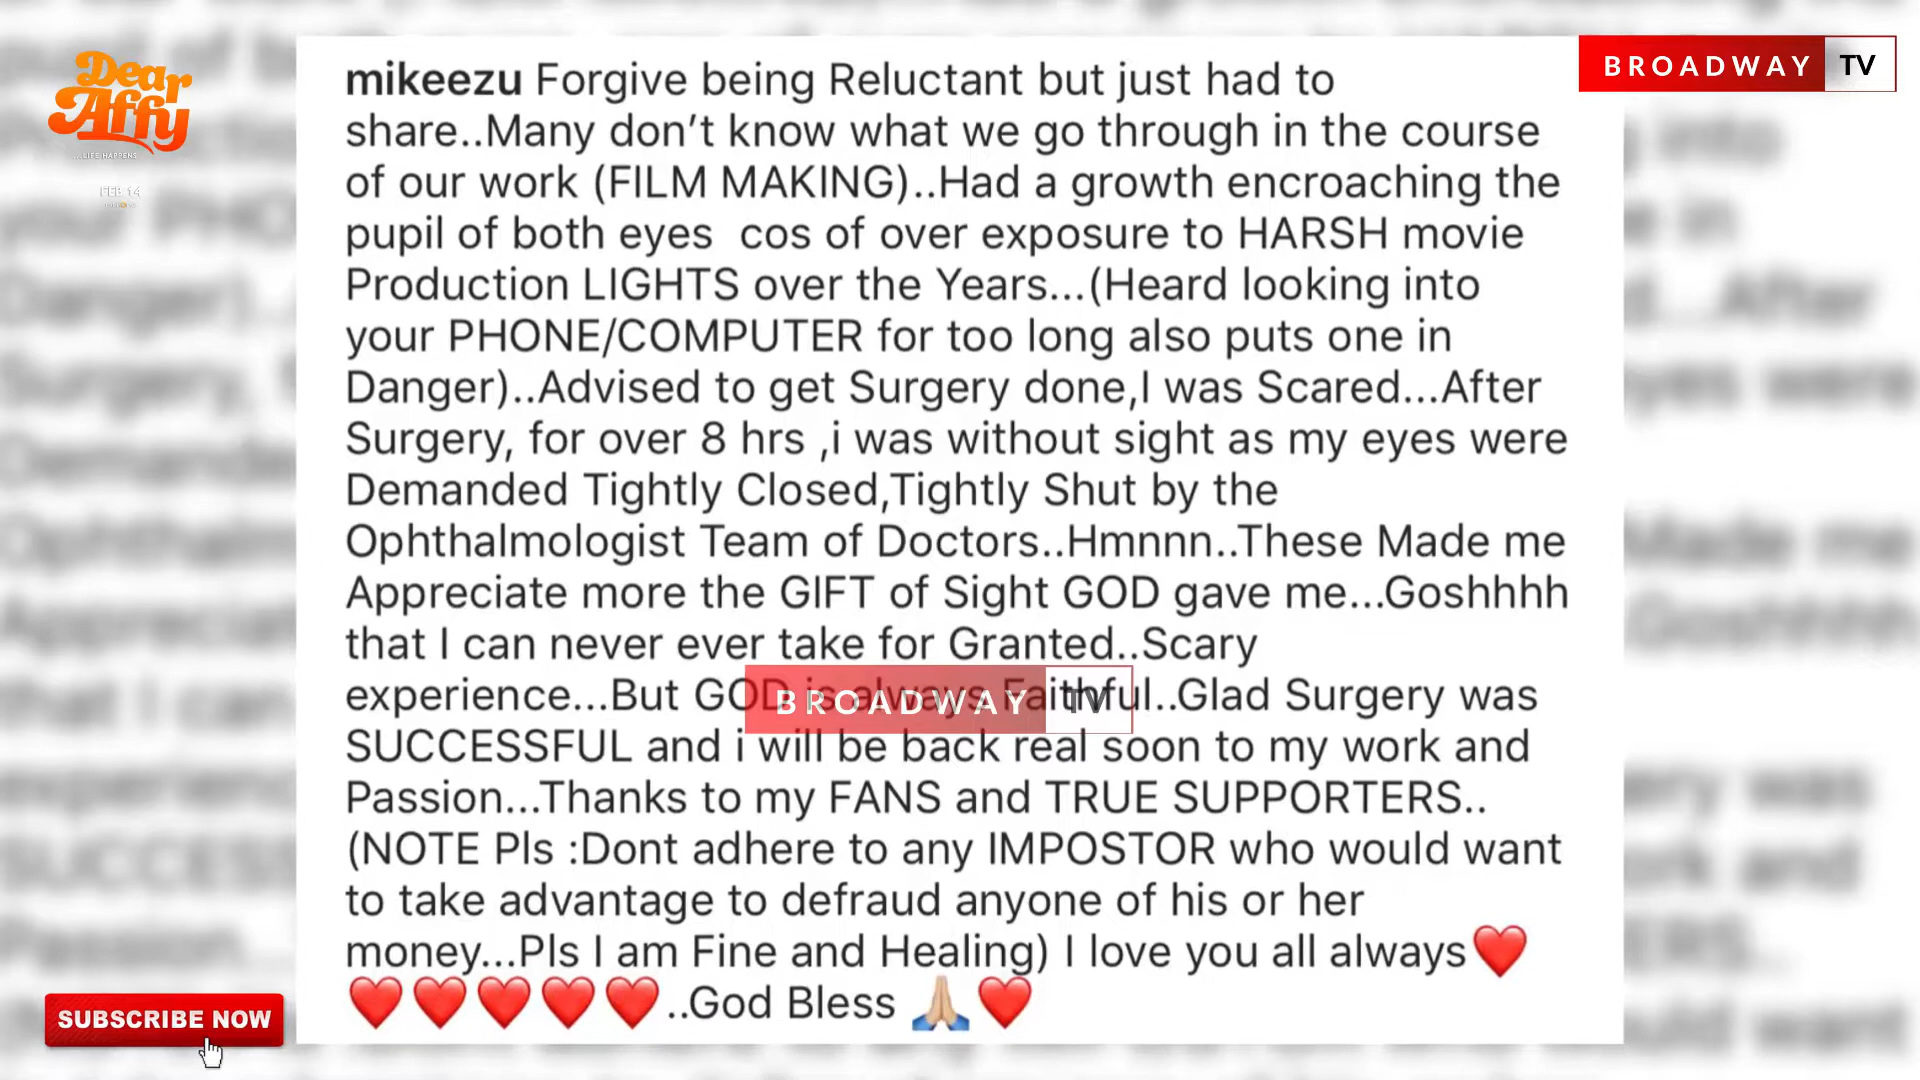 Dear
Affy
...LIFE HAPPENS
FEB 14
BROADWAY TV
mikeezu Forgive being Reluctant but just had to
share..Many don’t know what we go through in the course
of our work (FILM MAKING)..Had a growth encroaching the
pupil of both eyes  cos of over exposure to HARSH movie
Production LIGHTS over the Years...(Heard looking into
your PHONE/COMPUTER for too long also puts one in
Danger)..Advised to get Surgery done,I was Scared...After
Surgery, for over 8 hrs ,i was without sight as my eyes were
Demanded Tightly Closed,Tightly Shut by the
Ophthalmologist Team of Doctors..Hmnnn..These Made me
Appreciate more the GIFT of Sight GOD gave me...Goshhhh
that I can never ever take for Granted..Scary
experience...But GOD is always Faithful..Glad Surgery was
BROADWAY TV
SUCCESSFUL and i will be back real soon to my work and
Passion...Thanks to my FANS and TRUE SUPPORTERS..
(NOTE Pls :Dont adhere to any IMPOSTOR who would want
to take advantage to defraud anyone of his or her
money...Pls I am Fine and Healing) I love you all always❤️
❤️❤️❤️❤️❤️..God Bless 🙏🏼❤️
SUBSCRIBE NOW